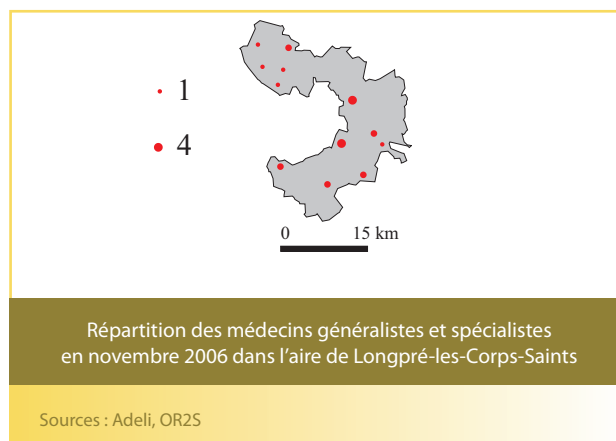 1
4
0 15 km
Répartition des médecins généralistes et spécialistes
en novembre 2006 dans l'aire de Longpré-les-Corps-Saints
Sources : Adeli, OR2S